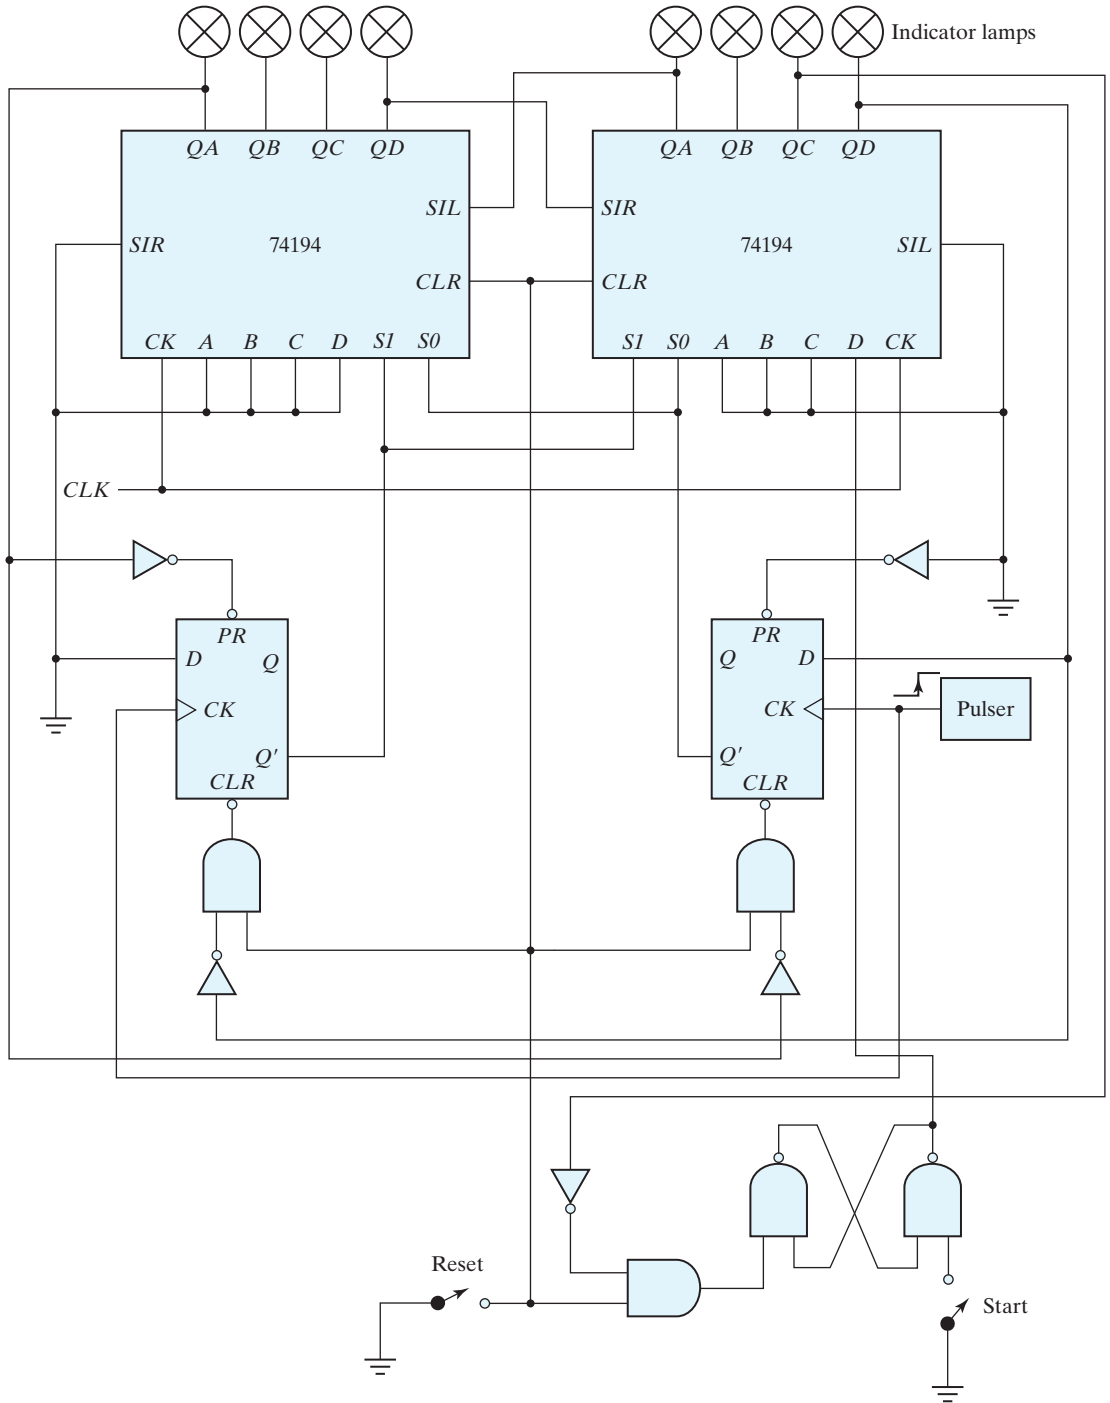 Indicator lamps
QA QB QC QD
QA QB QC QD
SIL
SIR
SIR
74194
74194
SIL
CLR
CLR
CK A B C D S1 S0
S1 S0 A B C D CK
CLK
PR
D
Q
CK
Q'
CLR
PR
Q
D
CK
Q'
CLR
Pulser
Reset
Start